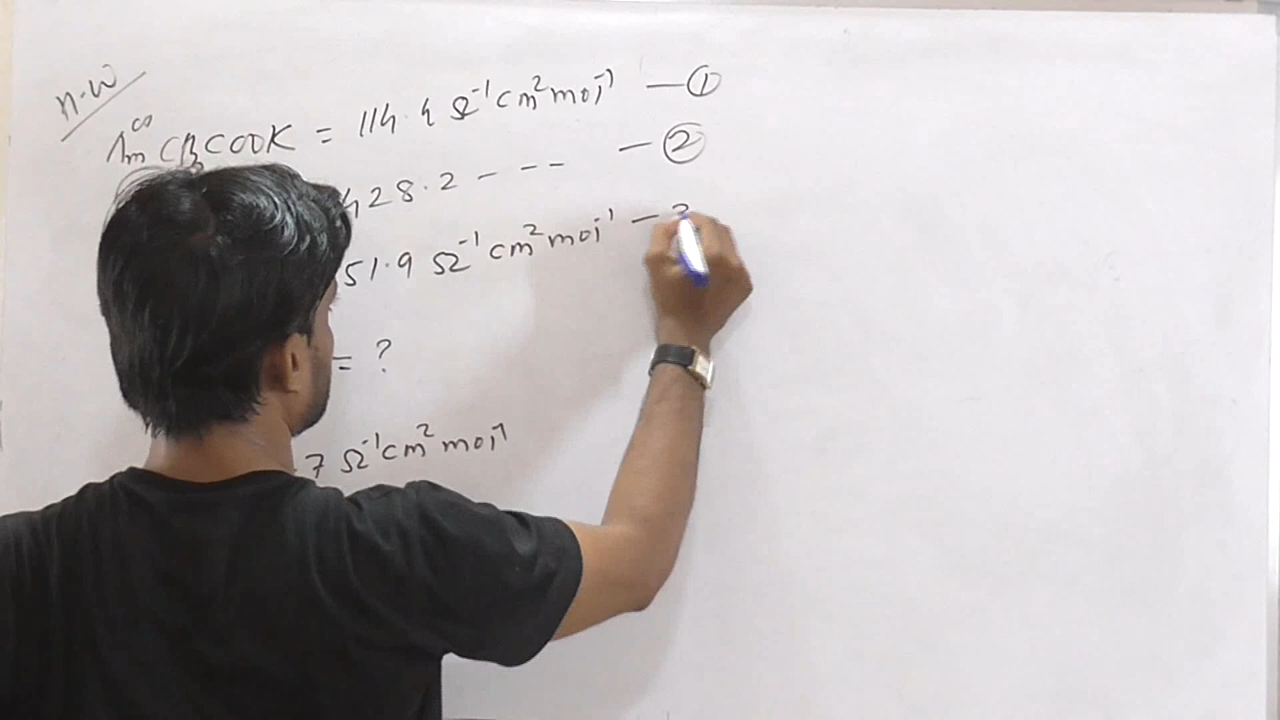 H.W
Λm∞ CH3COOK = 114.4 Ω⁻¹ cm² mol⁻¹ — ①
428.2 - - - — ②
51.9 Ω⁻¹ cm² mol⁻¹ —
= ?
7 Ω⁻¹ cm² mol⁻¹